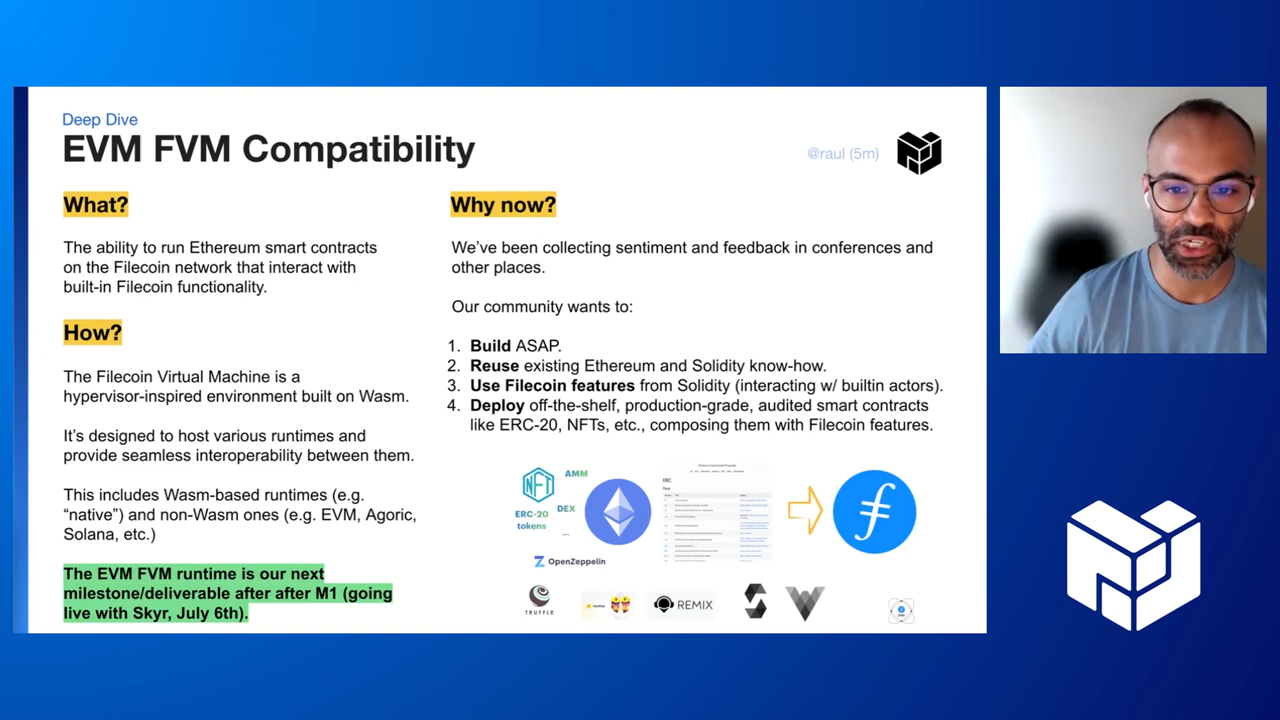 Deep Dive
EVM FVM Compatibility
@raul (5m)
What?
The ability to run Ethereum smart contracts
on the Filecoin network that interact with
built-in Filecoin functionality.
How?
The Filecoin Virtual Machine is a
hypervisor-inspired environment built on Wasm.
It's designed to host various runtimes and
provide seamless interoperability between them.
This includes Wasm-based runtimes (e.g.
“native”) and non-Wasm ones (e.g. EVM, Agoric,
Solana, etc.)
The EVM FVM runtime is our next
milestone/deliverable after after M1 (going
live with Skyr, July 6th).
Why now?
We've been collecting sentiment and feedback in conferences and
other places.
Our community wants to:
1. Build ASAP.
2. Reuse existing Ethereum and Solidity know-how.
3. Use Filecoin features from Solidity (interacting w/ builtin actors).
4. Deploy off-the-shelf, production-grade, audited smart contracts
like ERC-20, NFTs, etc., composing them with Filecoin features.
NFT
AMM
ERC-20
tokens
DEX
...
OpenZeppelin
ERC
TRUFFLE
REMIX